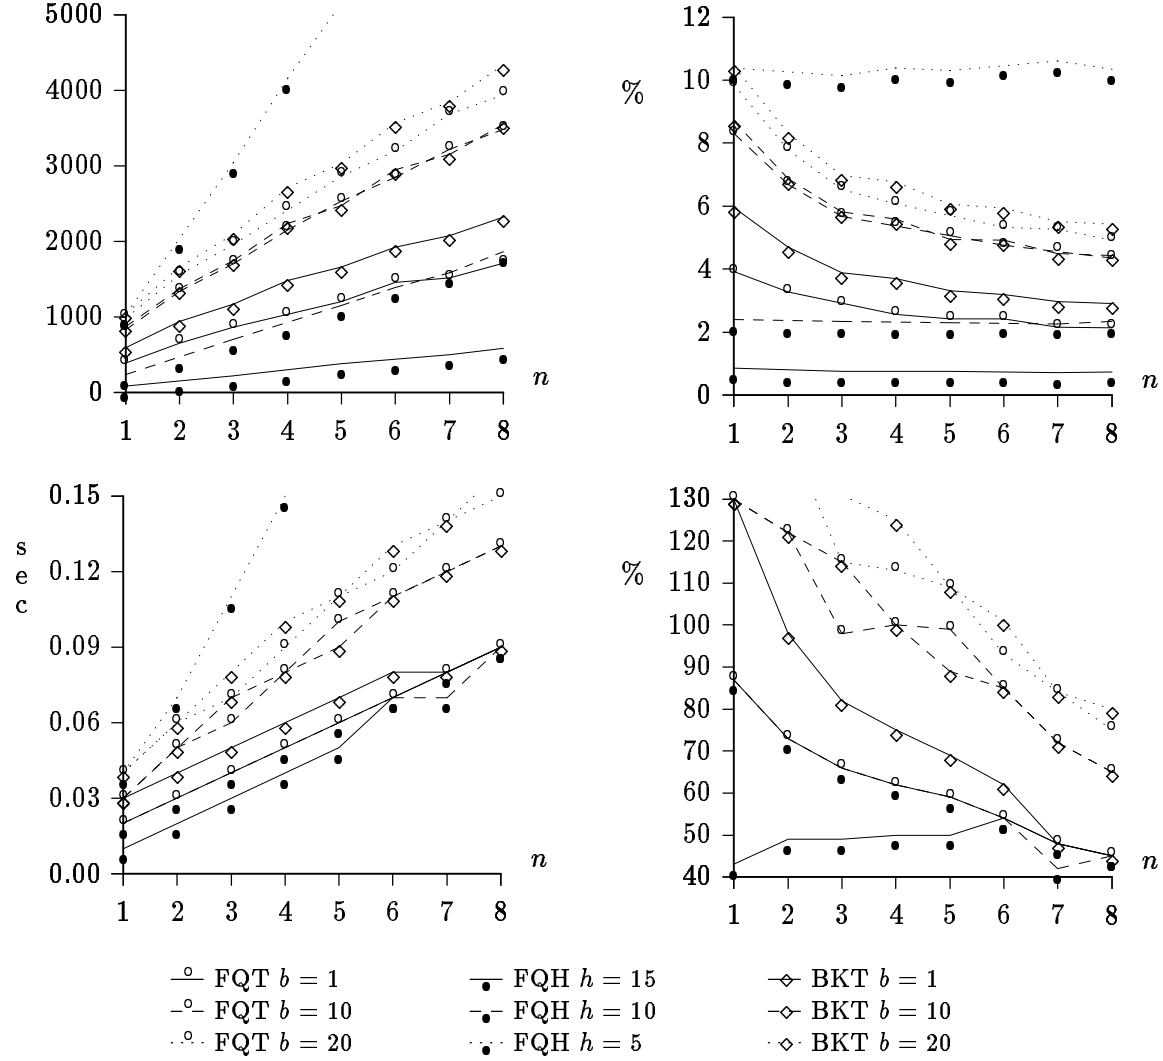 5000
4000
3000
2000
1000
0
1 2 3 4 5 6 7 8
n
12
10
8
6
4
2
0
%
1 2 3 4 5 6 7 8
n
0.15
0.12
0.09
0.06
0.03
0.00
s
e
c
1 2 3 4 5 6 7 8
n
130
120
110
100
90
80
70
60
50
40
%
1 2 3 4 5 6 7 8
n
FQT b = 1
FQT b = 10
FQT b = 20
FQH h = 15
FQH h = 10
FQH h = 5
BKT b = 1
BKT b = 10
BKT b = 20